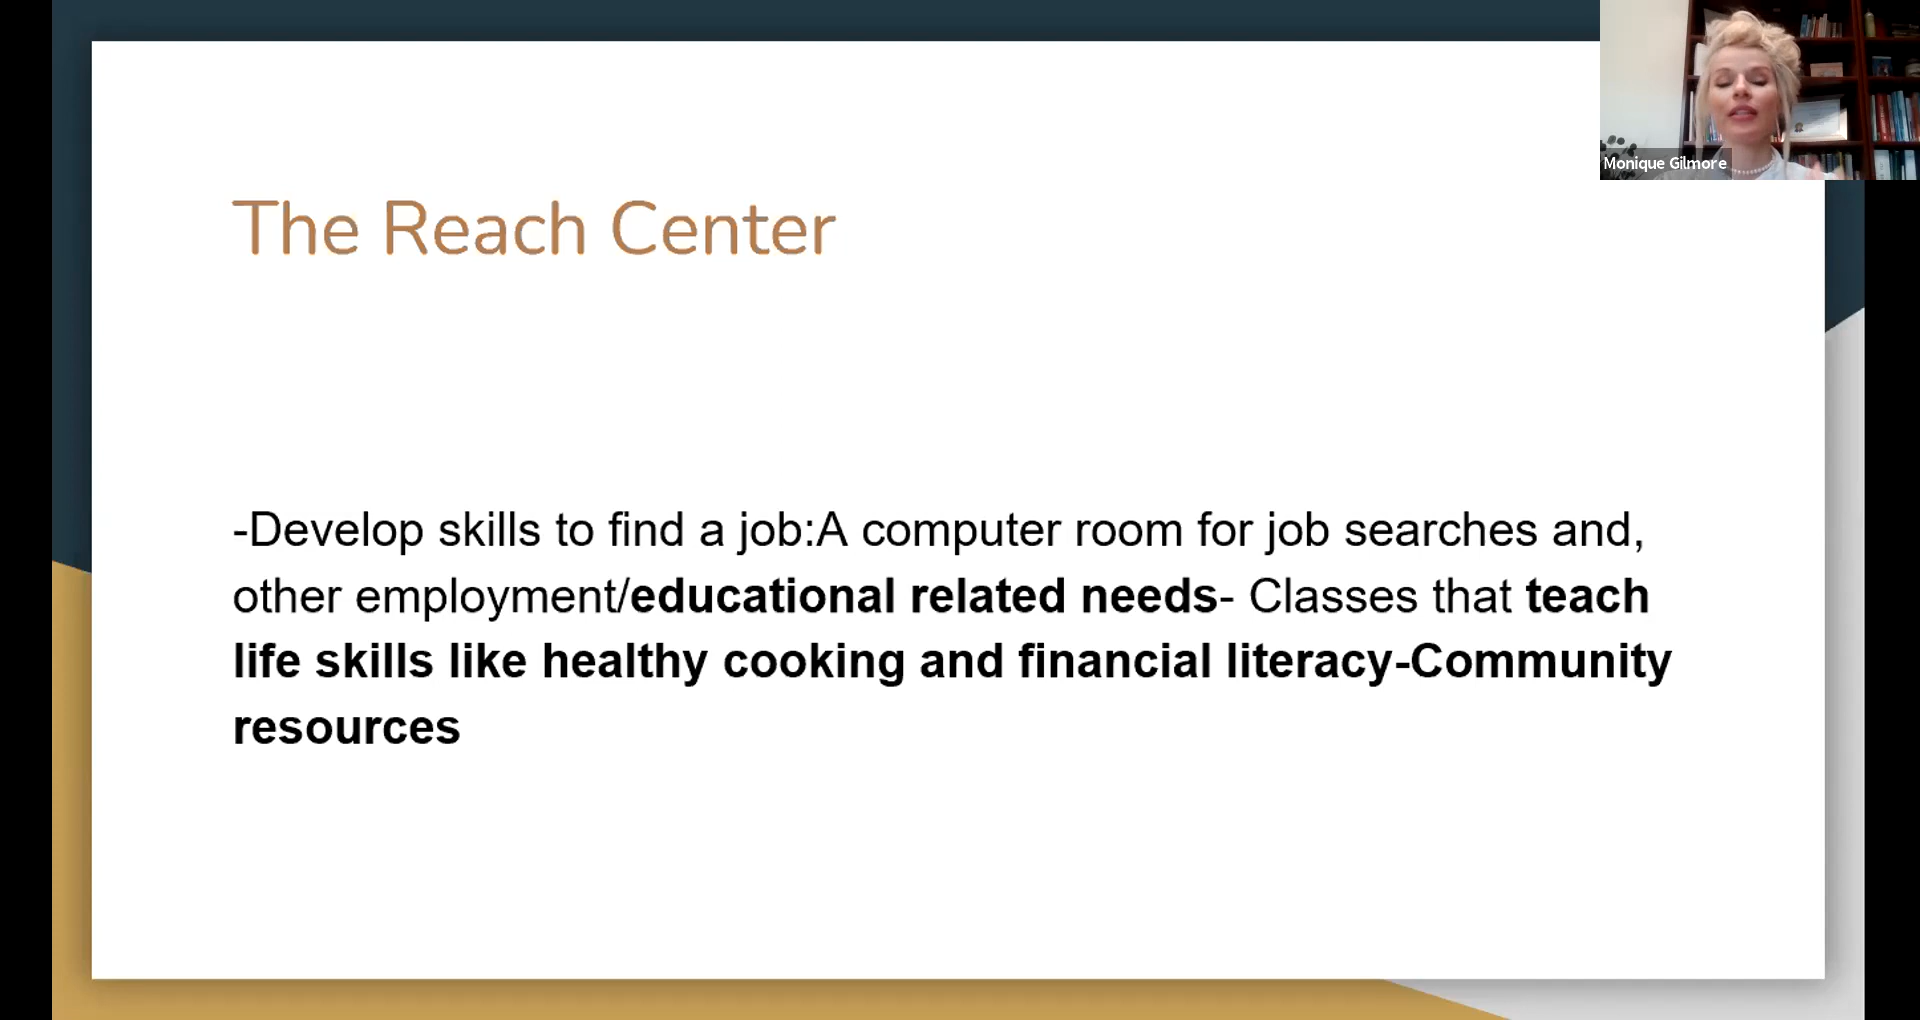 The Reach Center
-Develop skills to find a job:A computer room for job searches and,
other employment/educational related needs- Classes that teach
life skills like healthy cooking and financial literacy-Community
resources
Monique Gilmore